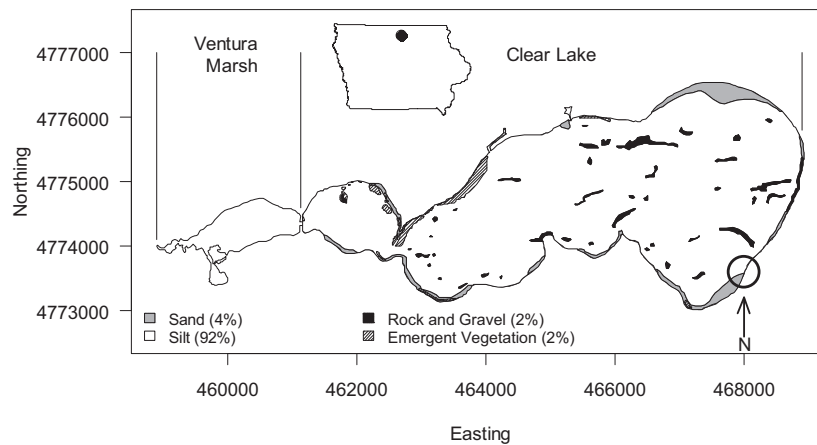 Ventura
Marsh
Clear Lake
Northing
4777000
4776000
4775000
4774000
4773000
Sand (4%)
Silt (92%)
Rock and Gravel (2%)
Emergent Vegetation (2%)
N
460000
462000
464000
466000
468000
Easting